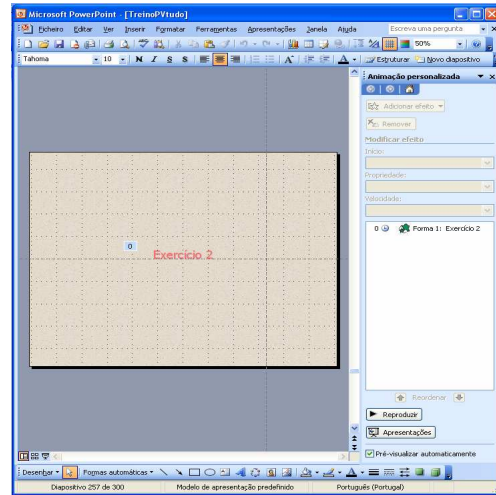 Microsoft PowerPoint - [TreinoPVtudo]
Ficheiro Editar Ver Inserir Formatar Ferramentas Apresentações Janela Ajuda Escreva uma pergunta
50%
Tahoma 10 N I S S Estruturar Novo diapositivo
Animação personalizada
Adicionar efeito
Remover
Modificar efeito
Início:
Propriedade:
Velocidade:
0 Forma 1: Exercício 2
0
Exercício 2
Reordenar
Reproduzir
Apresentações
Pré-visualizar automaticamente
Desenhar Formas automáticas
Diapositivo 257 de 300 Modelo de apresentação predefinido Português (Portugal)